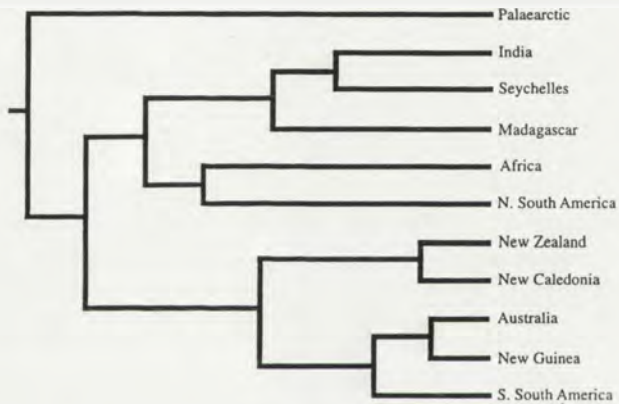 Palaearctic
India
Seychelles
Madagascar
Africa
N. South America
New Zealand
New Caledonia
Australia
New Guinea
S. South America